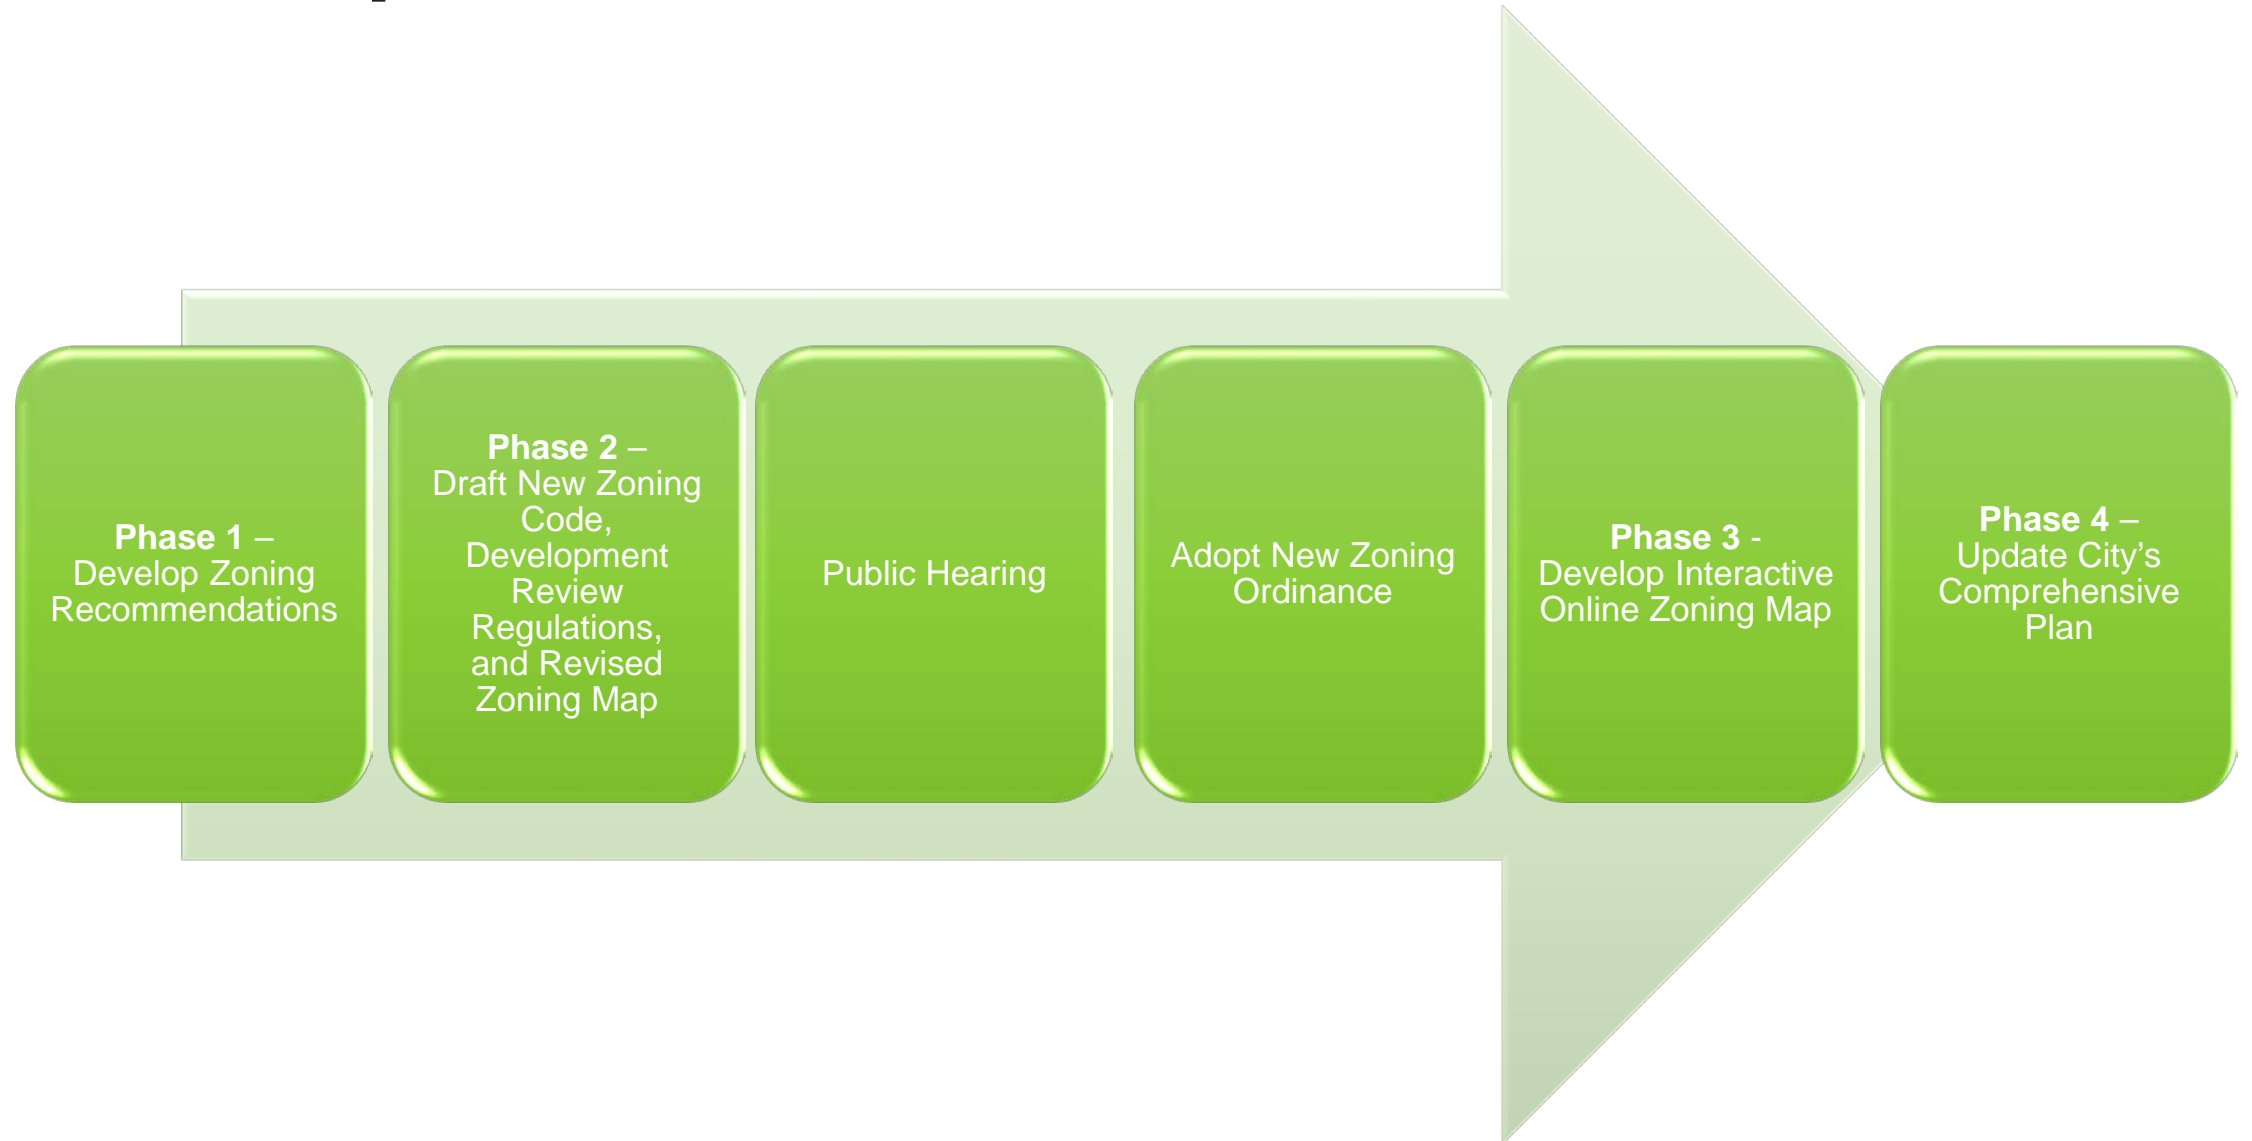 Phase 1 –
Develop Zoning
Recommendations
Phase 2 –
Draft New Zoning
Code,
Development
Review
Regulations,
and Revised
Zoning Map
Public Hearing
Adopt New Zoning
Ordinance
Phase 3 -
Develop Interactive
Online Zoning Map
Phase 4 –
Update City’s
Comprehensive
Plan